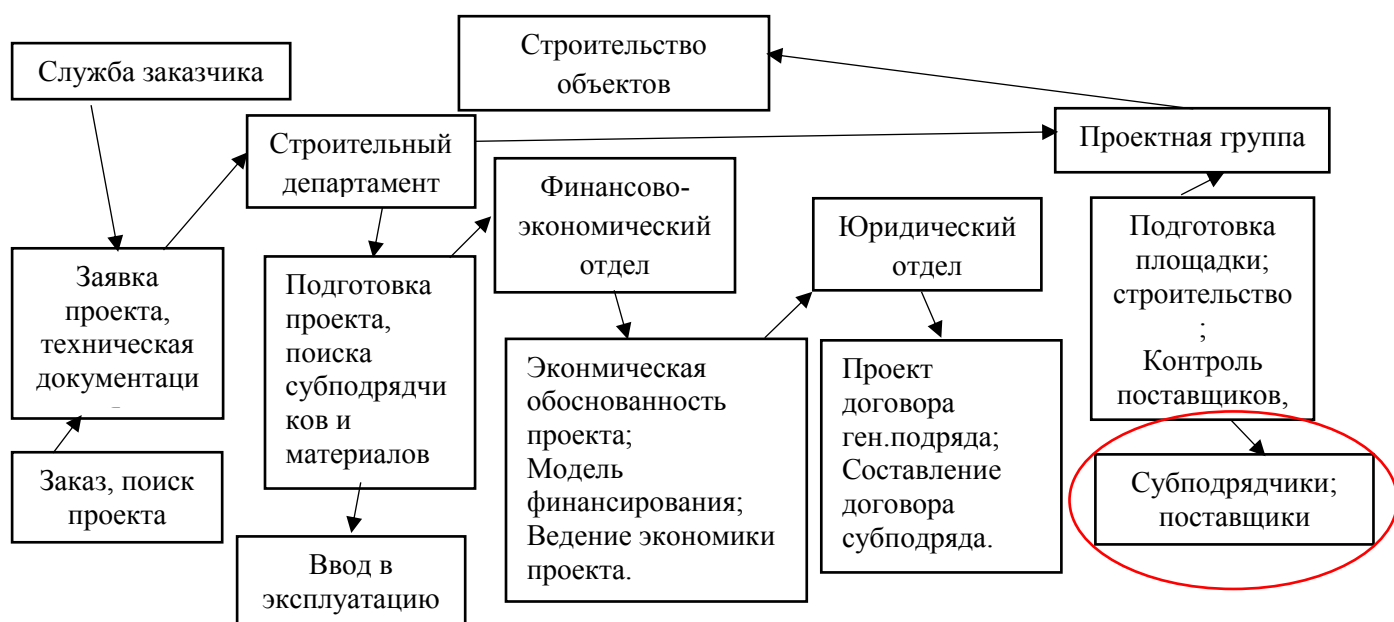 Служба заказчика
Строительство
объектов
Строительный
департамент
Проектная группа
Финансово-
экономический
отдел
Юридический
отдел
Подготовка
площадки;
строительство
;
Контроль
поставщиков,
Заявка
проекта,
техническая
документаци
Подготовка
проекта,
поиска
субподрядчи
ков и
материалов
Экономическая
обоснованность
проекта;
Модель
финансирования;
Ведение экономики
проекта.
Проект
договора
ген.подряда;
Составление
договора
субподряда.
Заказ, поиск
проекта
Субподрядчики;
поставщики
Ввод в
эксплуатацию